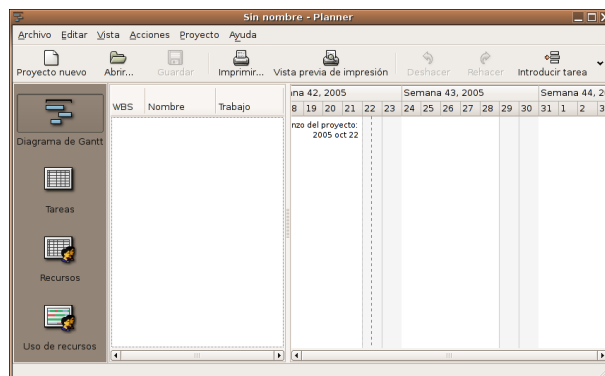 Sin nombre - Planner
Archivo Editar Vista Acciones Proyecto Ayuda
Proyecto nuevo Abrir... Guardar Imprimir... Vista previa de impresión Deshacer Rehacer Introducir tarea
Diagrama de Gantt
Tareas
Recursos
Uso de recursos
WBS Nombre Trabajo
na 42, 2005 Semana 43, 2005 Semana 44, 2
8 19 20 21 22 23 24 25 26 27 28 29 30 31 1 2 3
nzo del proyecto:
2005 oct 22